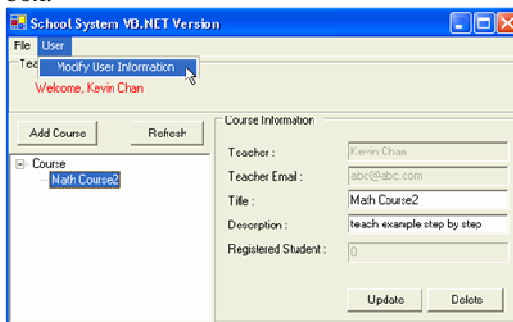 School System VB.NET Version
File User
Modify User Information
Welcome, Kevin Chan
Add Course Refresh
Course
Math Course2
Course Information
Teacher : Kevin Chan
Teacher Email : abc@abc.com
Title : Math Course2
Description : teach example step by step
Registered Student : 0
Update Delete